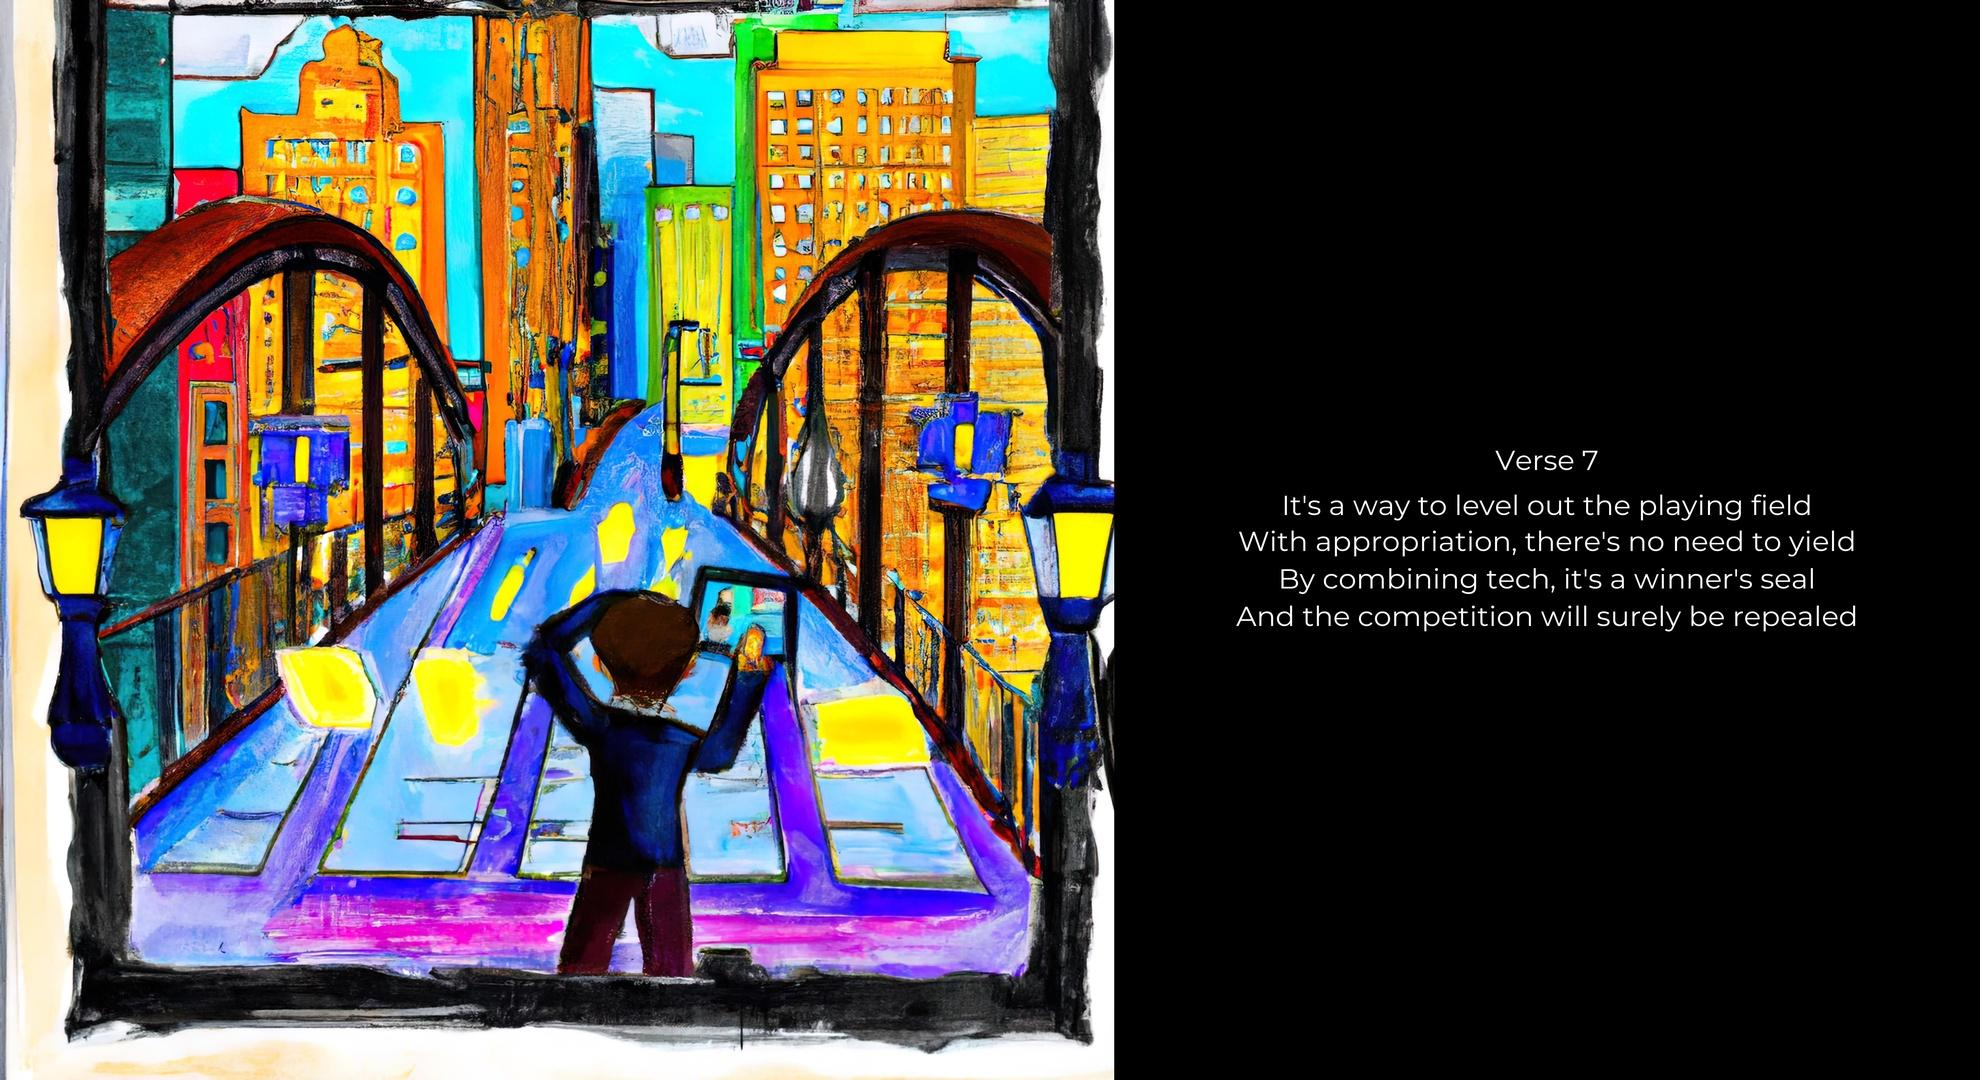 Verse 7
It's a way to level out the playing field
With appropriation, there's no need to yield
By combining tech, it's a winner's seal
And the competition will surely be repealed